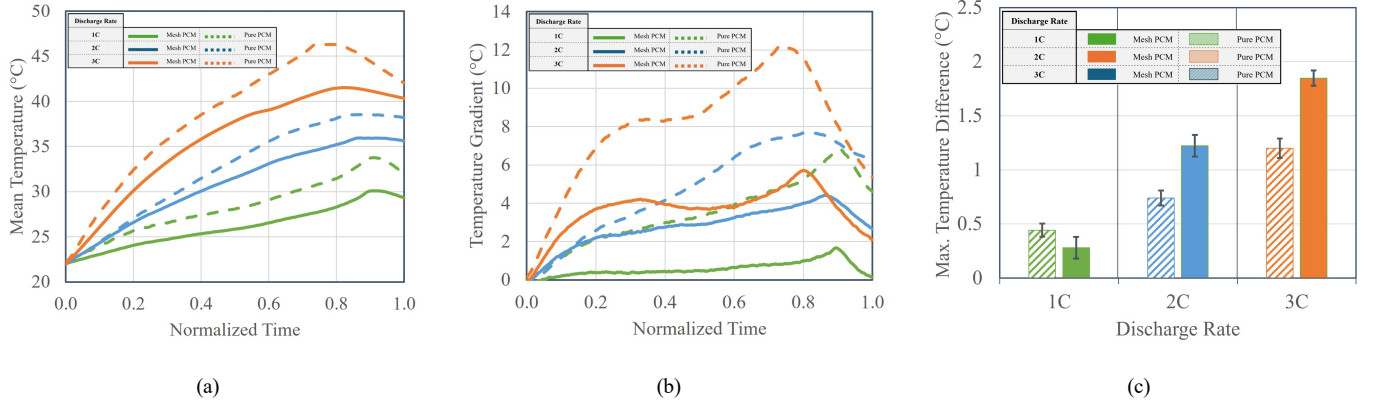 Mean Temperature (°C)
50
45
40
35
30
25
20
0.0 0.2 0.4 0.6 0.8 1.0
Normalized Time
Discharge Rate
1C Mesh PCM Pure PCM
2C Mesh PCM Pure PCM
3C Mesh PCM Pure PCM
(a)
Temperature Gradient (°C)
14
12
10
8
6
4
2
0
0.0 0.2 0.4 0.6 0.8 1.0
Normalized Time
Discharge Rate
1C Mesh PCM Pure PCM
2C Mesh PCM Pure PCM
3C Mesh PCM Pure PCM
(b)
Max. Temperature Difference (°C)
2.5
2
1.5
1
0.5
0
1C 2C 3C
Discharge Rate
Discharge Rate
1C Mesh PCM Pure PCM
2C Mesh PCM Pure PCM
3C Mesh PCM Pure PCM
(c)